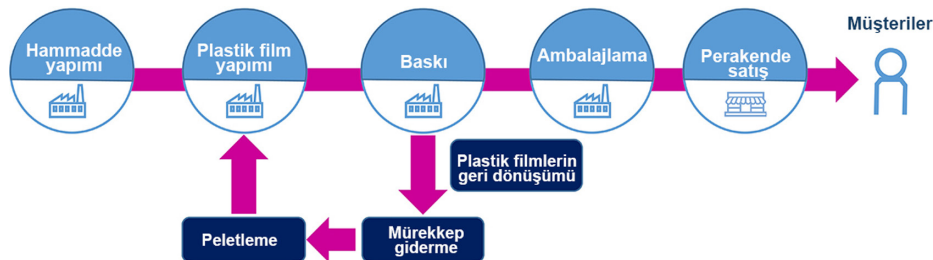 Müşteriler
Hammadde
yapımı
Plastik film
yapımı
Baskı
Ambalajlama
Perakende
satış
Plastik filmlerin
geri dönüşümü
Peletleme
Mürekkep
giderme